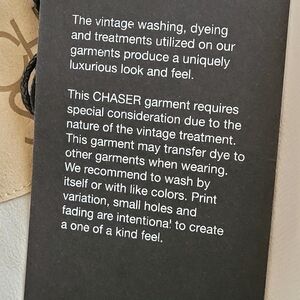 The vintage washing, dyeing
and treatments utilized on our
garments produce a uniquely
luxurious look and feel.
This CHASER garment requires
special consideration due to the
nature of the vintage treatment.
This garment may transfer dye to
other garments when wearing.
We recommend to wash by
itself or with like colors. Print
variation, small holes and
fading are intentional to create
a one of a kind feel.